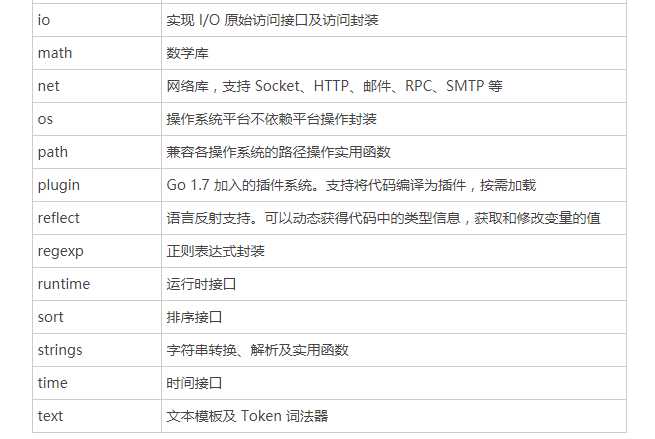 io 实现 I/O 原始访问接口及访问封装
math 数学库
net 网络库，支持 Socket、HTTP、邮件、RPC、SMTP 等
os 操作系统平台不依赖平台操作封装
path 兼容各操作系统的路径操作实用函数
plugin Go 1.7 加入的插件系统。支持将代码编译为插件，按需加载
reflect 语言反射支持。可以动态获得代码中的类型信息，获取和修改变量的值
regexp 正则表达式封装
runtime 运行时接口
sort 排序接口
strings 字符串转换、解析及实用函数
time 时间接口
text 文本模板及 Token 词法器